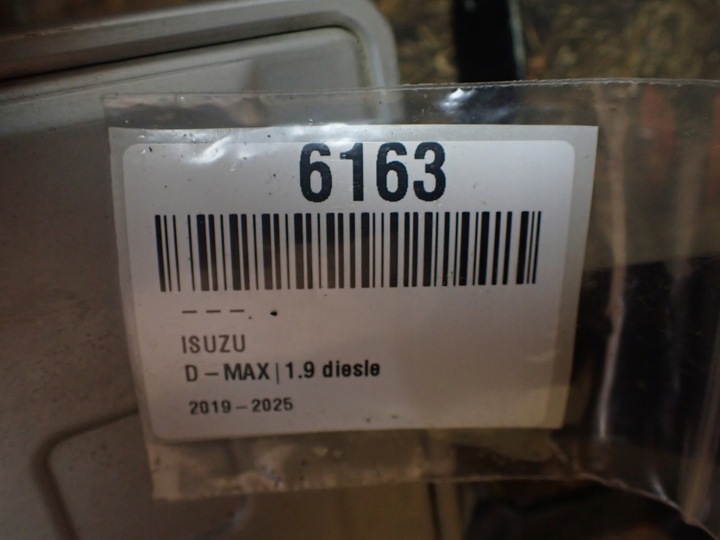 6163
– – –
ISUZU
D – MAX | 1.9 diesle
2019 – 2025